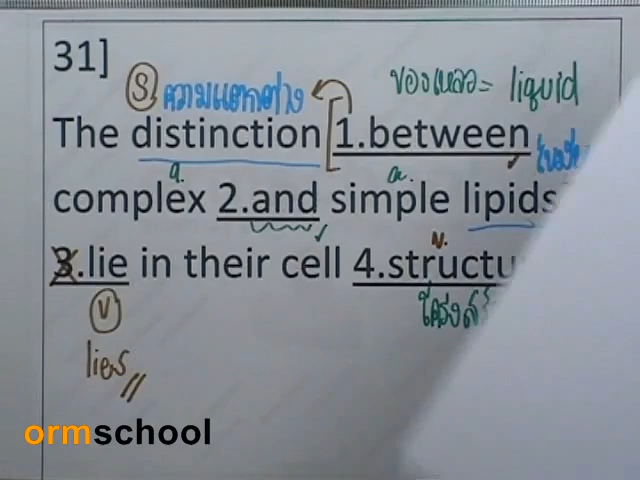 31]
S ความแตกต่าง ของเหลว = liquid
The distinction [1.between
a. a.
complex 2.and simple lipids
N.
3.lie in their cell 4.structu
V
lies
ormschool